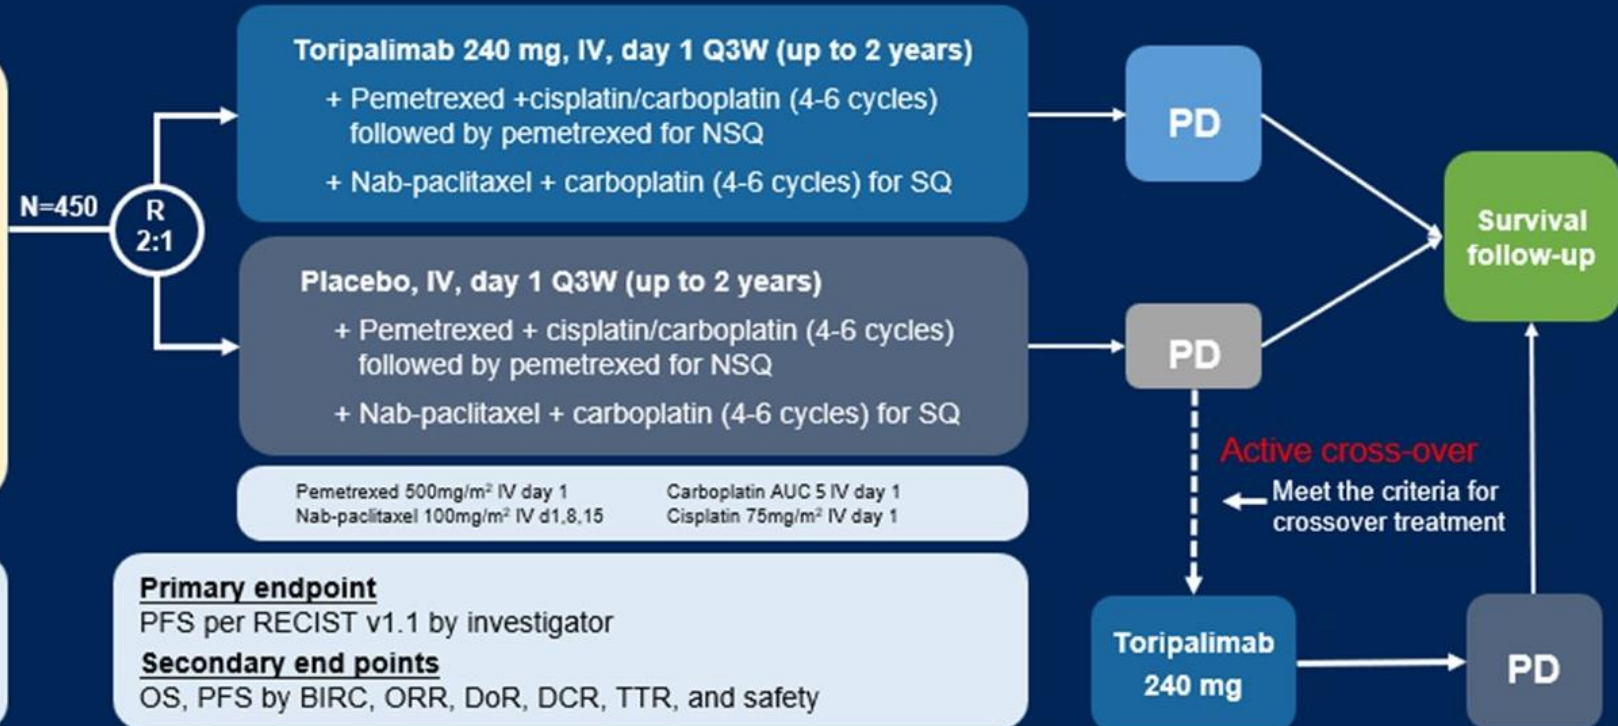 N=450
R
2:1
Toripalimab 240 mg, IV, day 1 Q3W (up to 2 years)
+ Pemetrexed +cisplatin/carboplatin (4-6 cycles)
followed by pemetrexed for NSQ
+ Nab-paclitaxel + carboplatin (4-6 cycles) for SQ
PD
Placebo, IV, day 1 Q3W (up to 2 years)
+ Pemetrexed + cisplatin/carboplatin (4-6 cycles)
followed by pemetrexed for NSQ
+ Nab-paclitaxel + carboplatin (4-6 cycles) for SQ
PD
Survival
follow-up
Active cross-over
Meet the criteria for
crossover treatment
Pemetrexed 500mg/m² IV day 1
Nab-paclitaxel 100mg/m² IV d1,8,15
Carboplatin AUC 5 IV day 1
Cisplatin 75mg/m² IV day 1
Primary endpoint
PFS per RECIST v1.1 by investigator
Secondary end points
OS, PFS by BIRC, ORR, DoR, DCR, TTR, and safety
Toripalimab
240 mg
PD